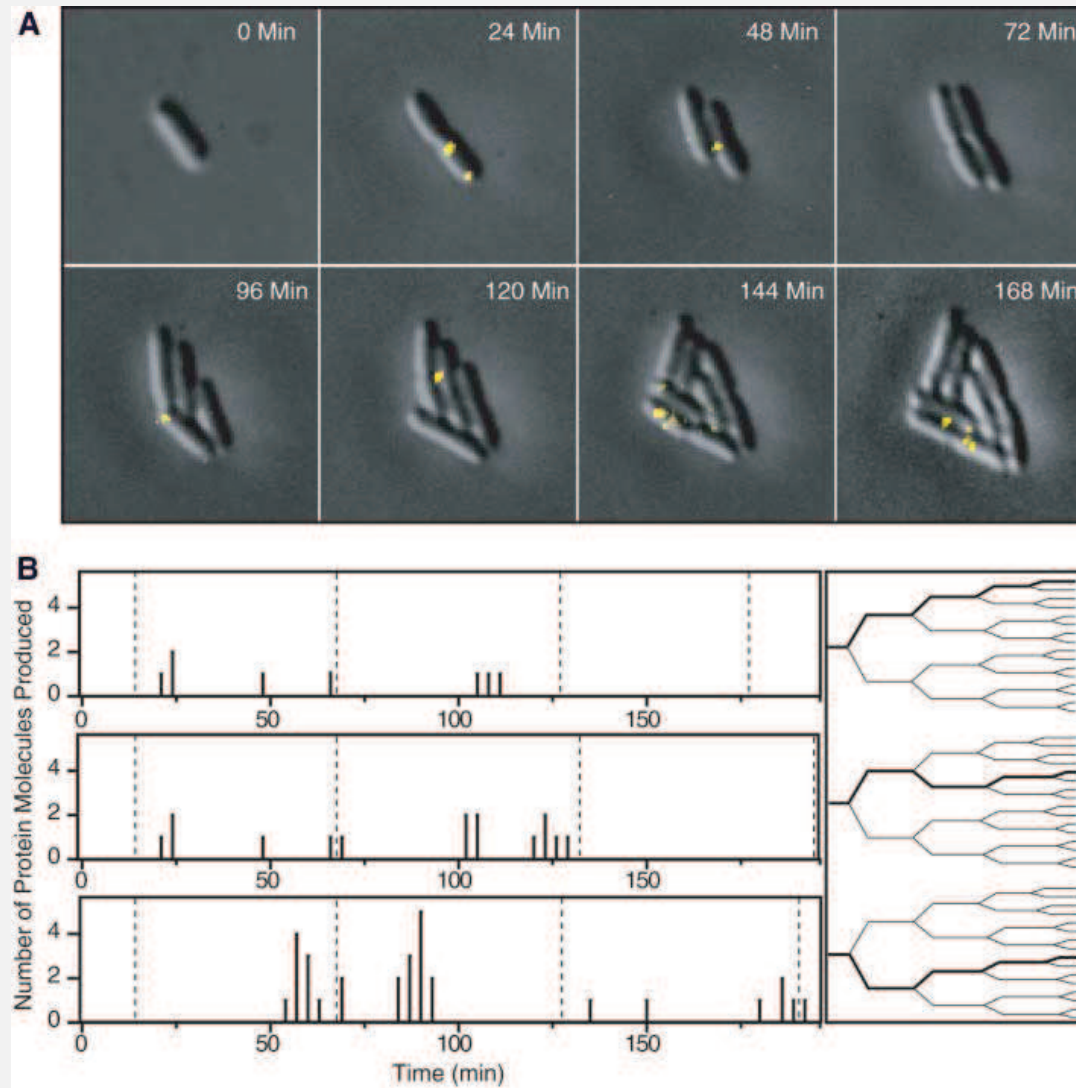 A
0 Min
24 Min
48 Min
72 Min
96 Min
120 Min
144 Min
168 Min
B
Number of Protein Molecules Produced
4
2
0
0
50
100
150
4
2
0
0
50
100
150
4
2
0
0
50
100
150
Time (min)